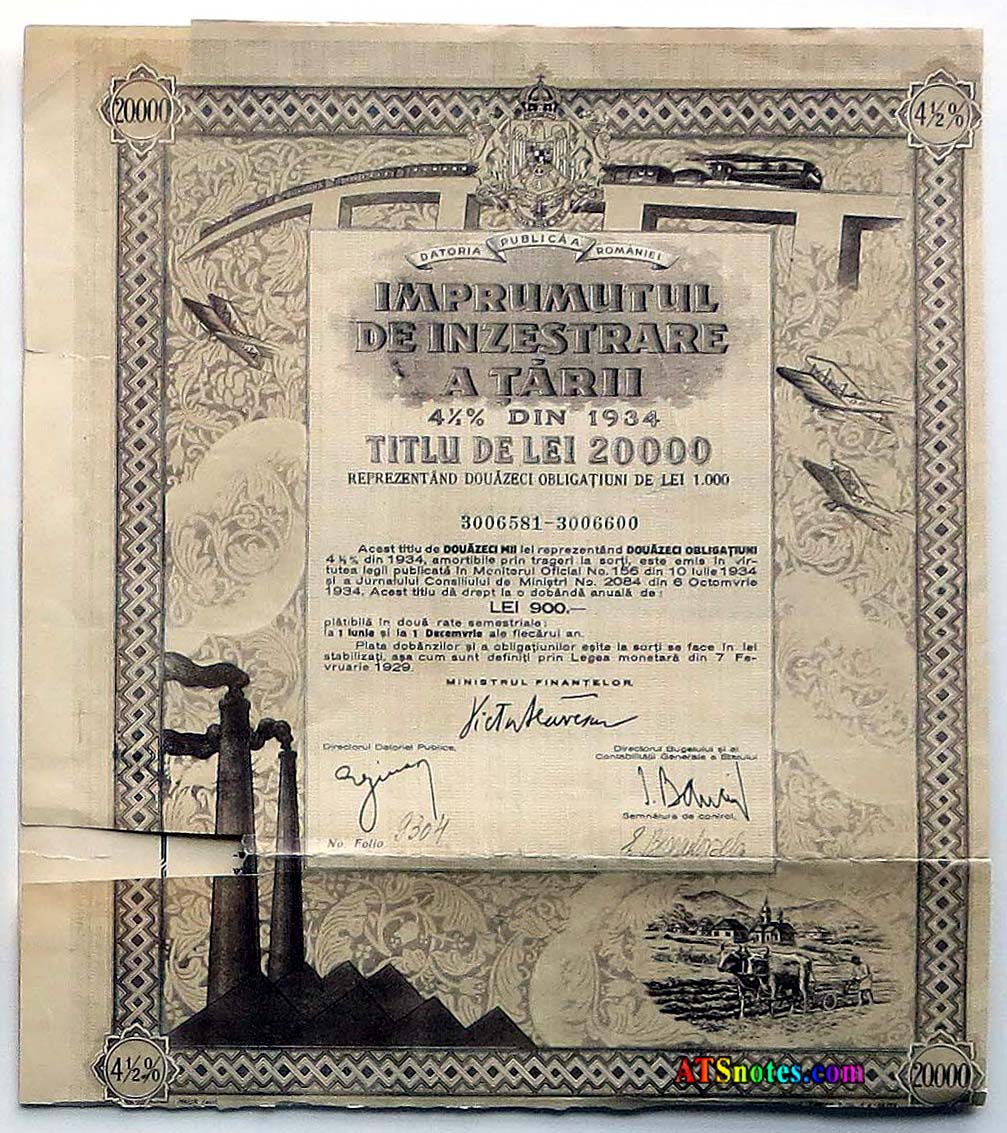 20000
4½%
DATORIA PUBLICĂ A ROMÂNIEI
IMPRUMUTUL
DE INZESTRARE
A ȚĂRII
4½% DIN 1934
TITLU DE LEI 20000
REPREZENTÂND DOUĂZECI OBLIGAȚIUNI DE LEI 1.000
3006581-3006600
Acest titlu de DOUĂZECI MII lei reprezentând DOUĂZECI OBLIGAȚIUNI
4½% din 1934, amortibile prin trageri la sorți, este emis în vir-
tutea legii publicată în Monitorul Oficial No. 156 din 10 Iulie 1934
și a Jurnalului Consiliului de Miniștri No. 2084 din 6 Octomvrie
1934. Acest titlu dă drept la o dobândă anuală de:
LEI 900.—
plătibilă în două rate semestriale:
la 1 Iunie și la 1 Decemvrie ale fiecărui an.
Plata dobânzilor și a obligațiunilor eșite la sorți se face în lei
stabilizați, așa cum sunt definiți prin Legea monetară din 7 Fe-
vruarie 1929.
MINISTRUL FINANȚELOR,
Directorul Datoriei Publice,
Directorul Bugetului și al
Contabilității Generale a Statului
Semnătura de control,
No. Folio 9304
4½%
20000
ATSnotes.com